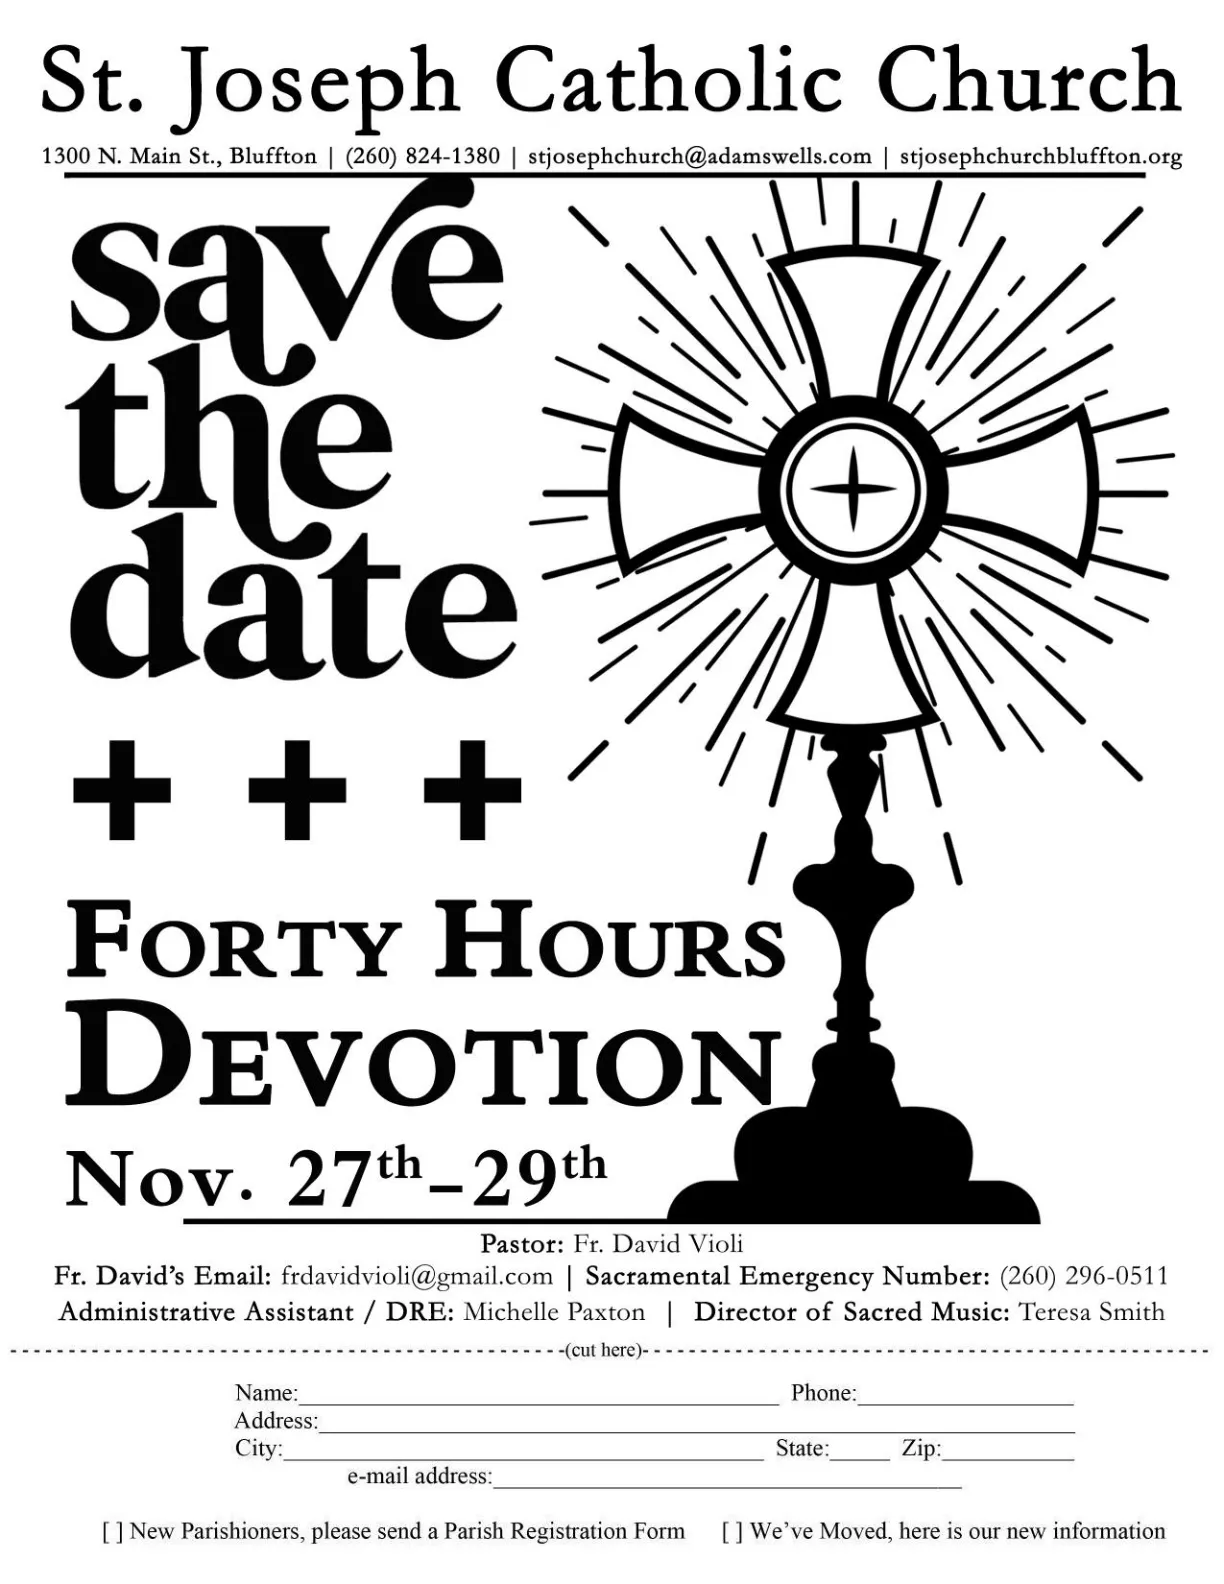 St. Joseph Catholic Church
1300 N. Main St., Bluffton | (260) 824-1380 | stjosephchurch@adamswells.com | stjosephchurchbluffton.org
save
the
date
+ + +
FORTY HOURS
DEVOTION
Nov. 27th–29th
Pastor: Fr. David Violi
Fr. David's Email: frdavidvioli@gmail.com | Sacramental Emergency Number: (260) 296-0511
Administrative Assistant / DRE: Michelle Paxton | Director of Sacred Music: Teresa Smith
(cut here)
Name: Phone:
Address:
City: State: Zip:
e-mail address:
[ ] New Parishioners, please send a Parish Registration Form [ ] We've Moved, here is our new information